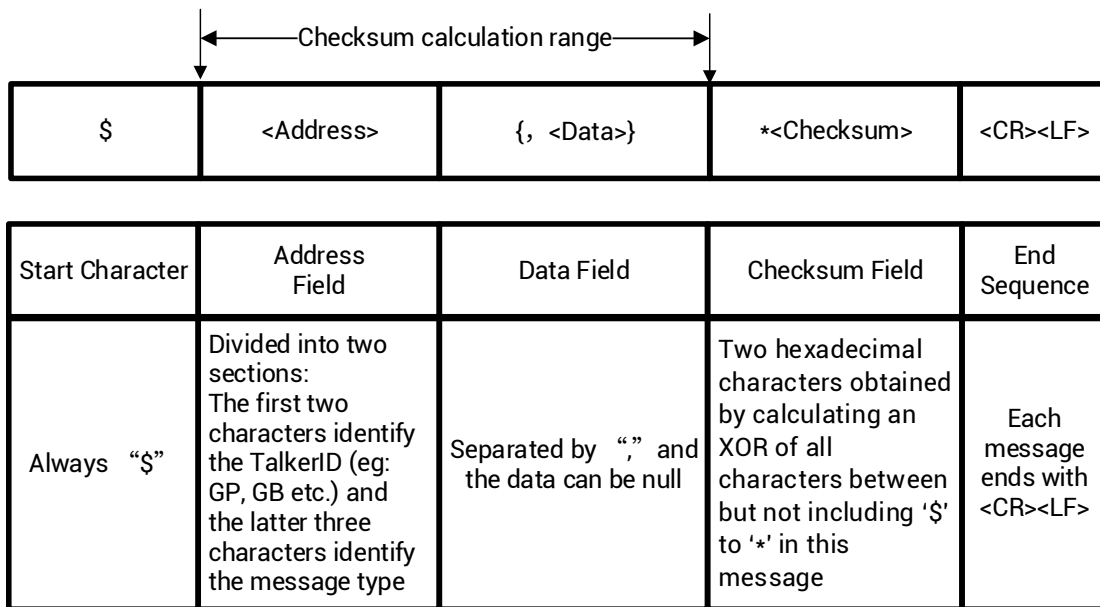 Checksum calculation range
$
<Address>
{，<Data>}
*<Checksum>
<CR><LF>
Start Character
Address
Field
Data Field
Checksum Field
End
Sequence
Always “$”
Divided into two
sections:
The first two
characters identify
the TalkerID (eg:
GP, GB etc.) and
the latter three
characters identify
the message type
Separated by “,” and
the data can be null
Two hexadecimal
characters obtained
by calculating an
XOR of all
characters between
but not including ‘$’
to ‘*’ in this
message
Each
message
ends with
<CR><LF>